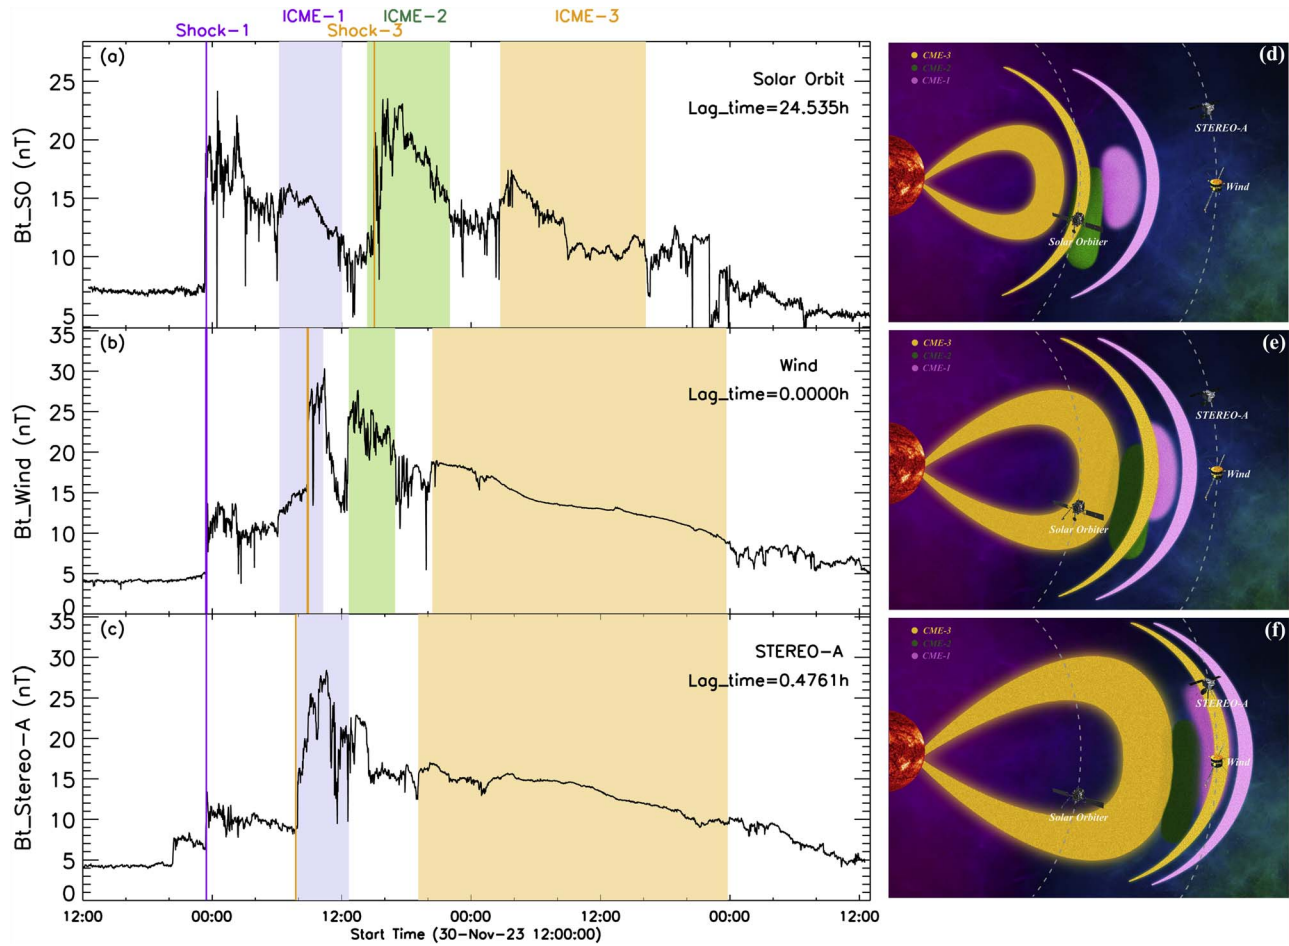 ICME-1 ICME-2 ICME-3
Shock-1 Shock-3
(a)
Solar Orbit
Lag_time=24.535h
Bt_SO (nT)
25
20
15
10
5
(b)
Wind
Lag_time=0.0000h
Bt_Wind (nT)
35
30
25
20
15
10
5
0
(c)
STEREO-A
Lag_time=0.4761h
Bt_Stereo-A (nT)
35
30
25
20
15
10
5
0
12:00 00:00 12:00 00:00 12:00 00:00 12:00
Start Time (30-Nov-23 12:00:00)
(d)
CME-3
CME-2
CME-1
STEREO-A
Wind
Solar Orbiter
(e)
CME-3
CME-2
CME-1
STEREO-A
Wind
Solar Orbiter
(f)
CME-3
CME-2
CME-1
STEREO-A
Wind
Solar Orbiter